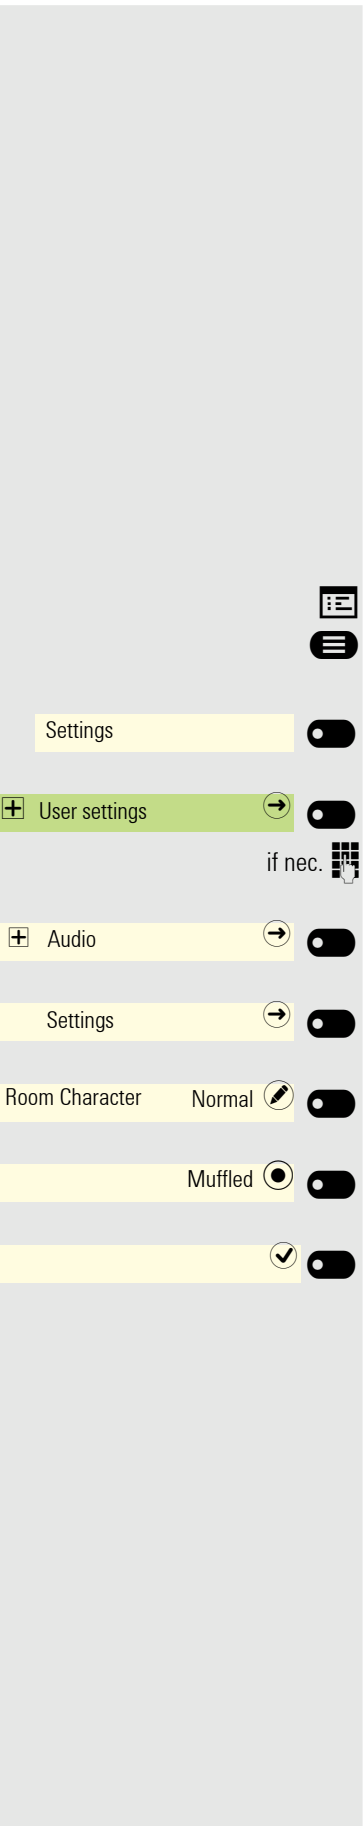 Settings
User settings
if nec.
Audio
Settings
Room Character Normal
Muffled